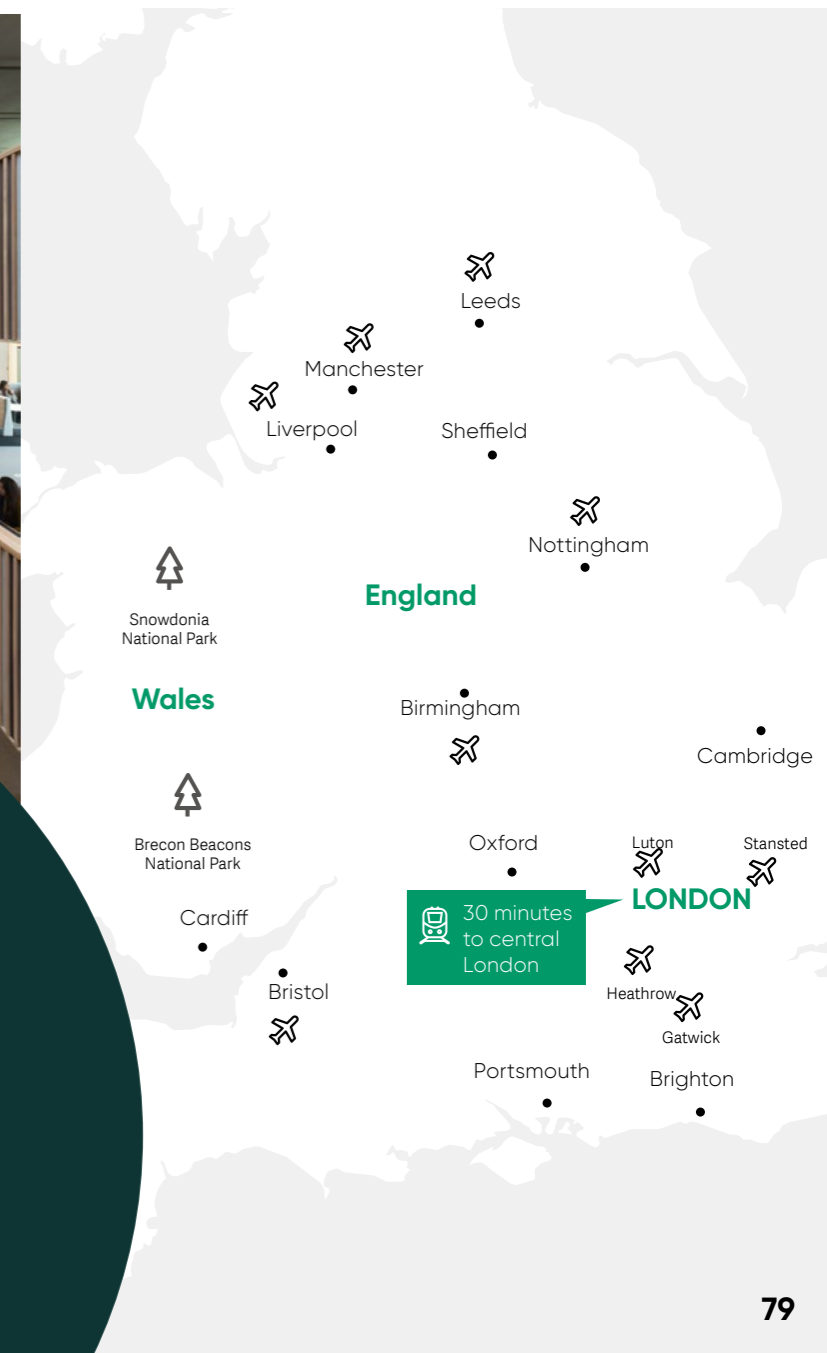 Leeds
Manchester
Liverpool
Sheffield
Nottingham
England
Snowdonia
National Park
Wales
Birmingham
Cambridge
Brecon Beacons
National Park
Oxford
Luton
Stansted
LONDON
30 minutes
to central
London
Cardiff
Bristol
Heathrow
Gatwick
Portsmouth
Brighton
79